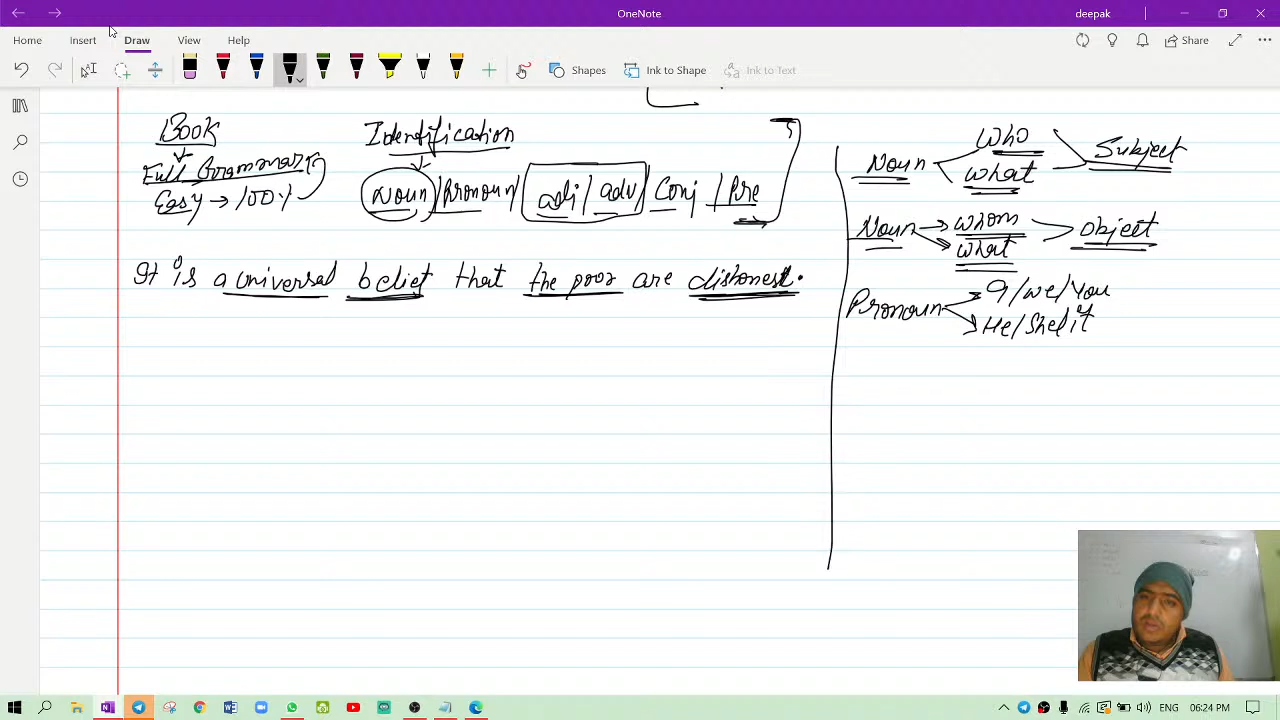 OneNote
deepak
Home Insert Draw View Help
Share
Shapes Ink to Shape Ink to Text
Book
Full Grammar
Easy → 100%
Identification
Noun/Pronoun/adj/adv/Conj/Pre
It is a universal belief that the poor are dishonest.
Noun Who Subject
what
Noun whom object
what
Pronoun I/we/You
He/She/it
ENG 06:24 PM